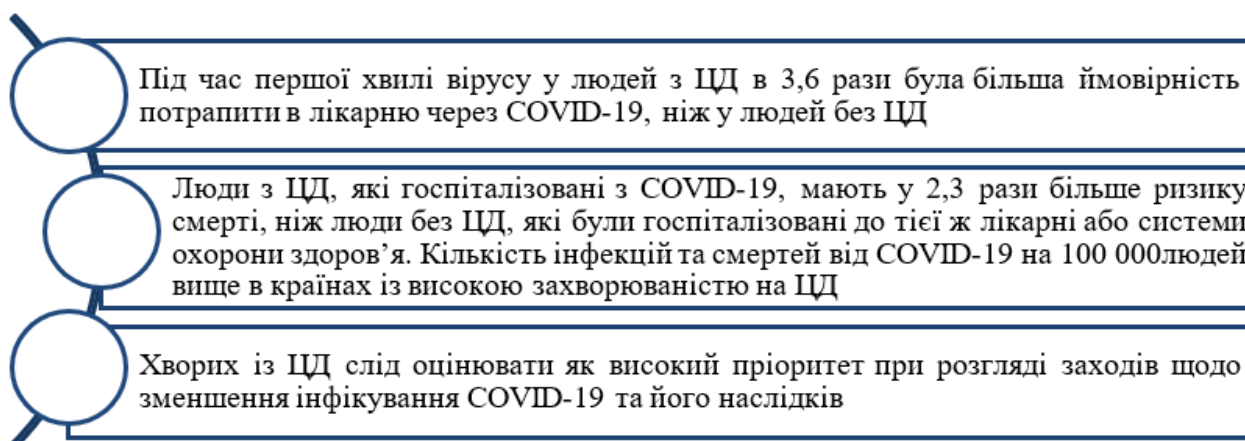 Під час першої хвилі вірусу у людей з ЦД в 3,6 рази була більша ймовірність
потрапити в лікарню через COVID-19, ніж у людей без ЦД
Люди з ЦД, які госпіталізовані з COVID-19, мають у 2,3 рази більше ризику
смерті, ніж люди без ЦД, які були госпіталізовані до тієї ж лікарні або системи
охорони здоров’я. Кількість інфекцій та смертей від COVID-19 на 100 000людей
вище в країнах із високою захворюваністю на ЦД
Хворих із ЦД слід оцінювати як високий пріоритет при розгляді заходів щодо
зменшення інфікування COVID-19 та його наслідків